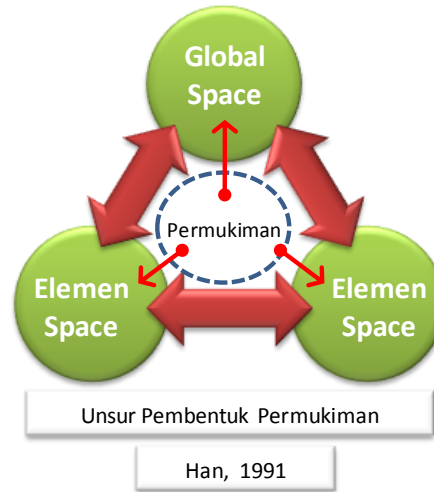 Global
Space
Permukiman
Elemen
Space
Elemen
Space
Unsur Pembentuk Permukiman
Han, 1991